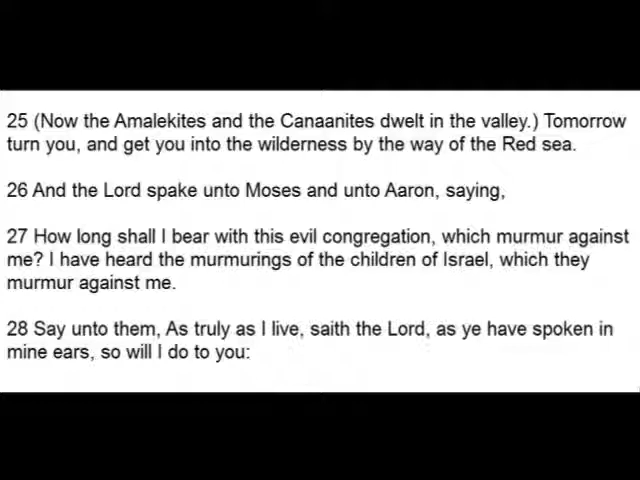 25 (Now the Amalekites and the Canaanites dwelt in the valley.) Tomorrow
turn you, and get you into the wilderness by the way of the Red sea.
26 And the Lord spake unto Moses and unto Aaron, saying,
27 How long shall I bear with this evil congregation, which murmur against
me? I have heard the murmurings of the children of Israel, which they
murmur against me.
28 Say unto them, As truly as I live, saith the Lord, as ye have spoken in
mine ears, so will I do to you: